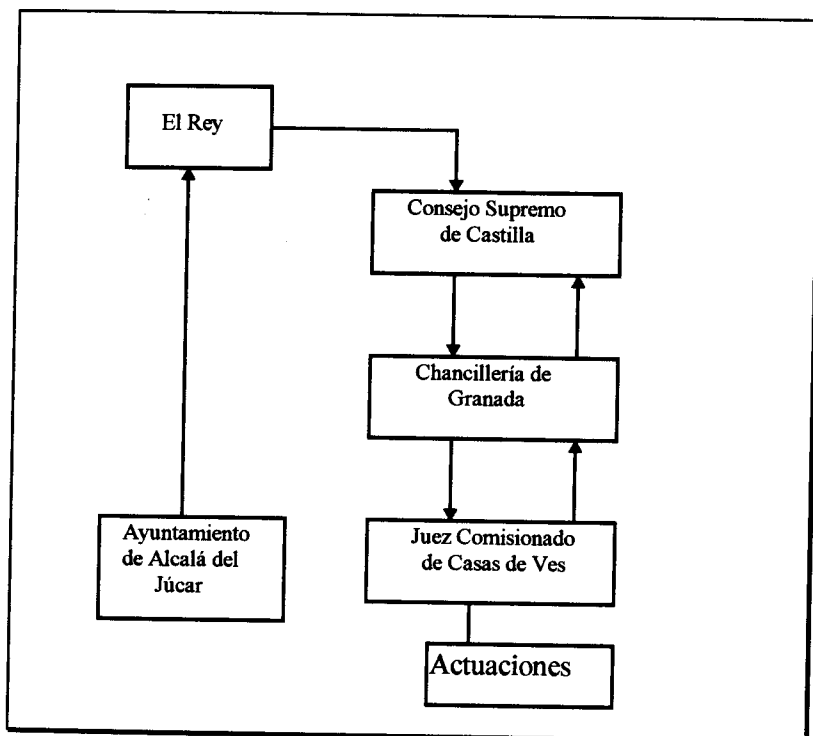 El Rey
Consejo Supremo
de Castilla
Chancillería de
Granada
Ayuntamiento
de Alcalá del
Júcar
Juez Comisionado
de Casas de Ves
Actuaciones